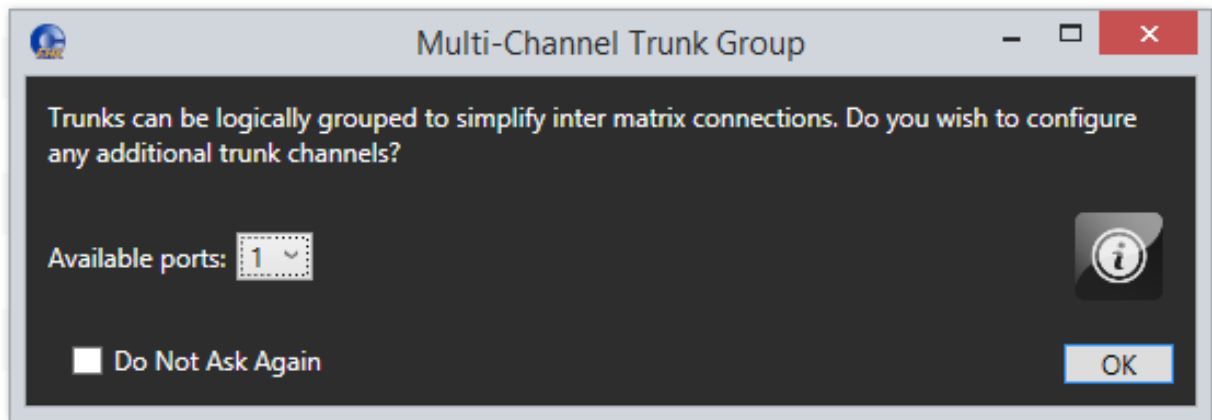 Multi-Channel Trunk Group
Trunks can be logically grouped to simplify inter matrix connections. Do you wish to configure
any additional trunk channels?
Available ports: 1
Do Not Ask Again
OK